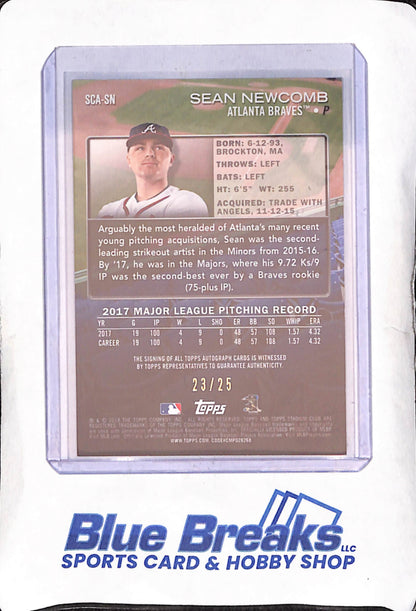 SCA-SN
SEAN NEWCOMB
ATLANTA BRAVES™ • P
BORN: 6-12-93,
BROCKTON, MA
THROWS: LEFT
BATS: LEFT
HT: 6'5" WT: 255
ACQUIRED: TRADE WITH
ANGELS, 11-12-15
Arguably the most heralded of Atlanta's many recent
young pitching acquisitions, Sean was the second-
leading strikeout artist in the Minors from 2015-16.
By '17, he was in the Majors, where his 9.72 Ks/9
IP was the second-best ever by a Braves rookie
(75-plus IP).
2017 MAJOR LEAGUE PITCHING RECORD
YR G IP W L SV ER BB SO WHIP ERA
2017 19 100 4 9 0 48 57 108 1.57 4.32
CAREER 19 100 4 9 0 48 57 108 1.57 4.32
THE SIGNING OF ALL TOPPS AUTOGRAPH CARDS IS WITNESSED BY
TOPPS REPRESENTATIVES TO GUARANTEE AUTHENTICITY.
23/25
Topps
WWW.TOPPS.COM
Blue Breaks LLC
SPORTS CARD & HOBBY SHOP